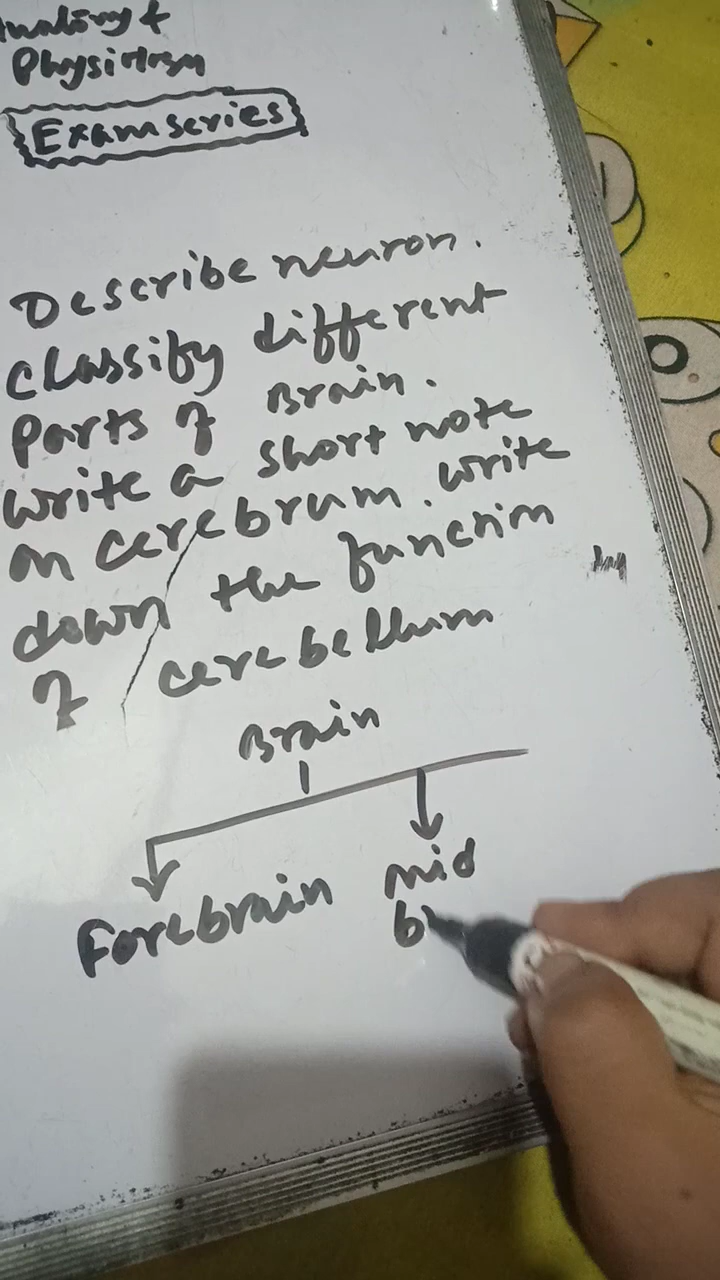 Physiology
Exam series
Describe neuron.
classify different
parts of Brain.
write a short note
on cerebrum. write
down the function
of cerebellum
Brain
Forebrain
mid
b